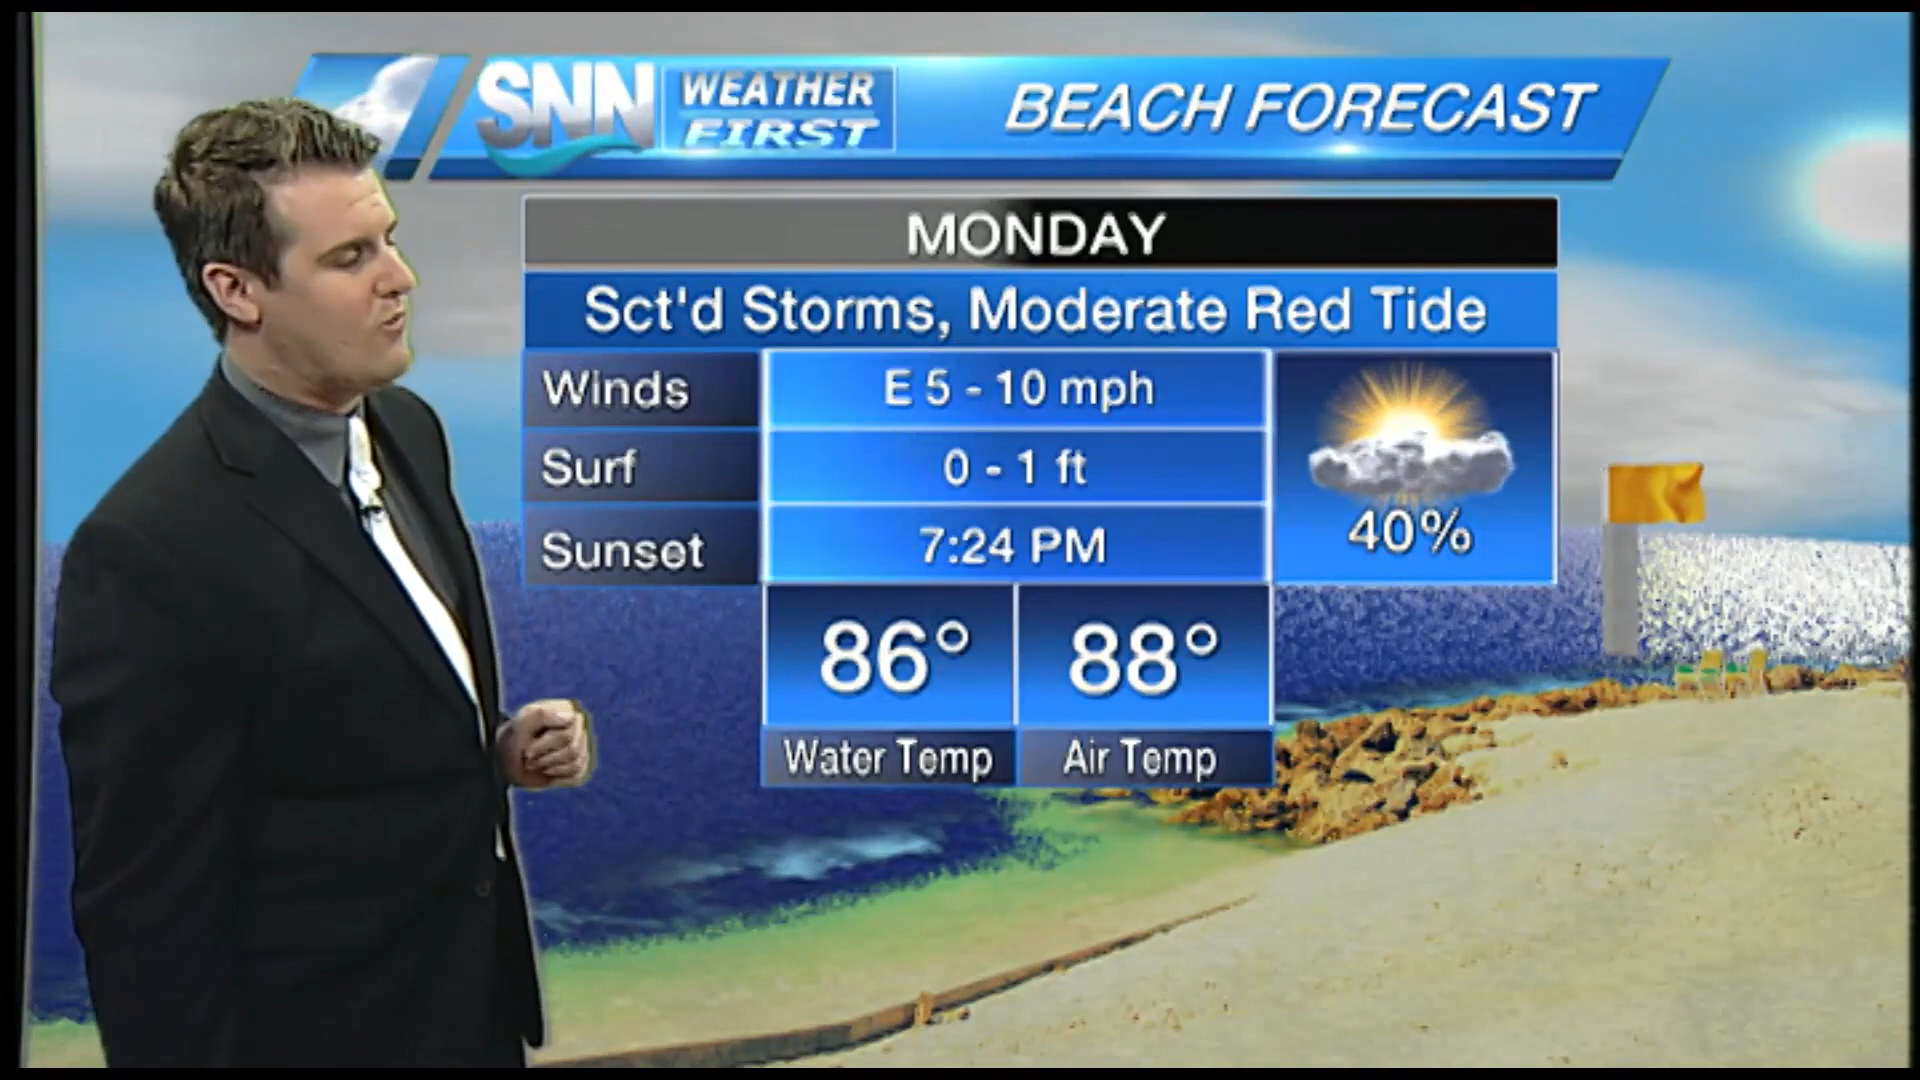 SNN WEATHER FIRST
BEACH FORECAST
MONDAY
Sct'd Storms, Moderate Red Tide
Winds E 5 - 10 mph
Surf 0 - 1 ft
Sunset 7:24 PM
40%
86° 88°
Water Temp Air Temp